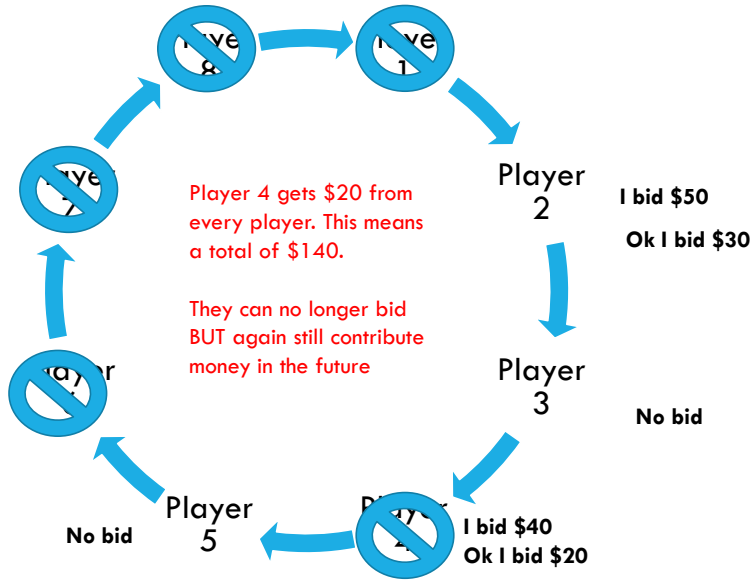 Player
2
I bid $50
Ok I bid $30
Player 4 gets $20 from
every player. This means
a total of $140.
They can no longer bid
BUT again still contribute
money in the future
Player
3
No bid
Player
5
No bid
I bid $40
Ok I bid $20